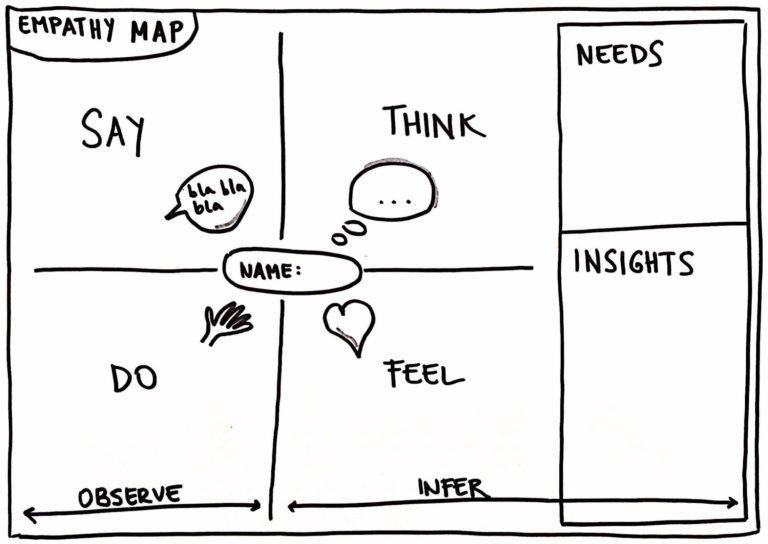 EMPATHY MAP
SAY
THINK
NEEDS
bla bla
bla
...
NAME:
INSIGHTS
DO
FEEL
OBSERVE
INFER